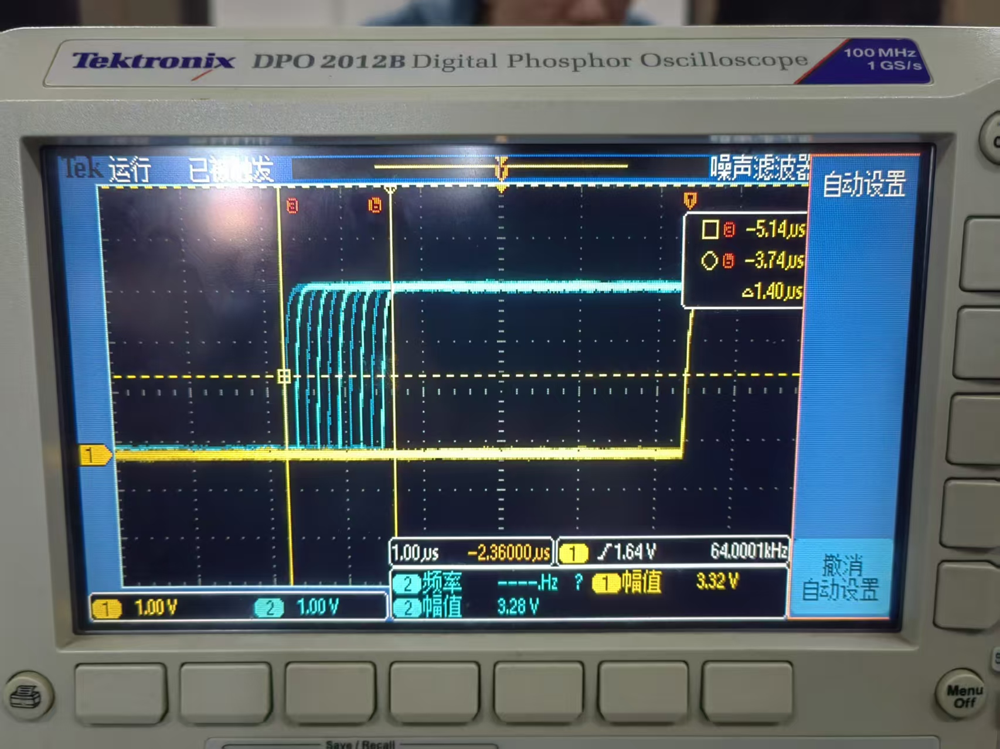 Tektronix DPO 2012B Digital Phosphor Oscilloscope
100 MHz
1 GS/s
Tek 运行 已被触发 噪声滤波器
自动设置
a b
-5.14µs
b -3.74µs
△1.40µs
1
1.00µs -2.36000µs 1 1.64 V 64.0001kHz
2 频率 ----.Hz ? 1 幅值 3.32 V
2 幅值 3.28 V
1 1.00 V 2 1.00 V
撤消
自动设置
Menu
Off
Save / Recall